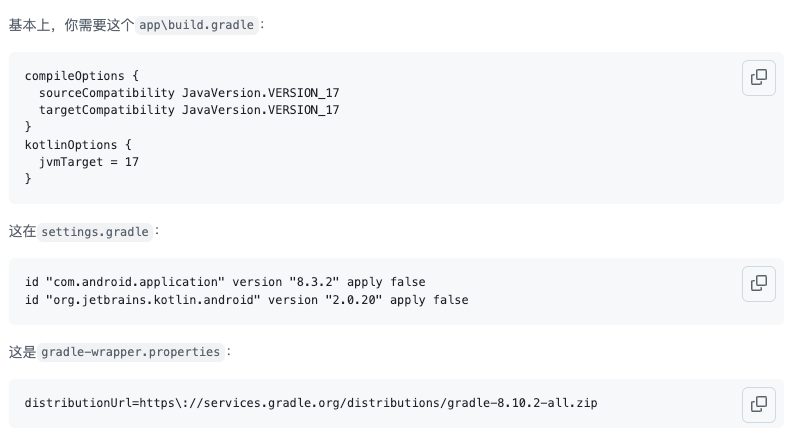 基本上，你需要这个 app\build.gradle：
compileOptions {
  sourceCompatibility JavaVersion.VERSION_17
  targetCompatibility JavaVersion.VERSION_17
}
kotlinOptions {
  jvmTarget = 17
}
这在 settings.gradle：
id "com.android.application" version "8.3.2" apply false
id "org.jetbrains.kotlin.android" version "2.0.20" apply false
这是 gradle-wrapper.properties：
distributionUrl=https\://services.gradle.org/distributions/gradle-8.10.2-all.zip